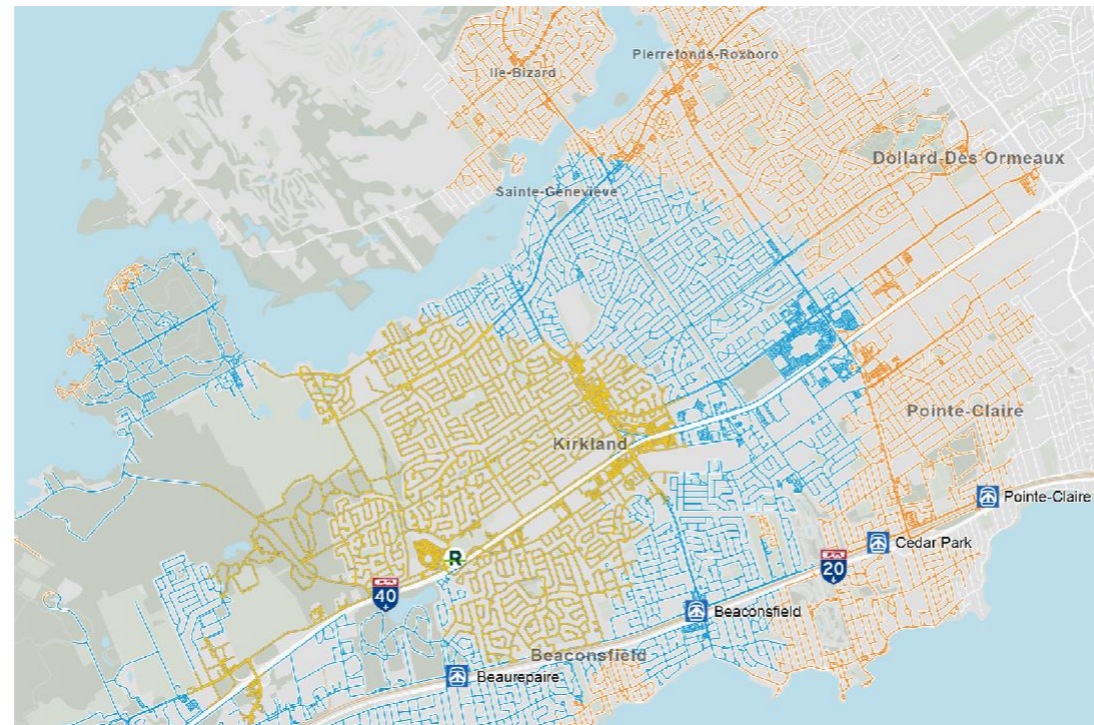 Pierrefonds-Roxboro
Ile-Bizard
Dollard-Des Ormeaux
Sainte-Geneviève
Pointe-Claire
Kirkland
Pointe-Claire
Cedar Park
R
20
40
Beaconsfield
Beaconsfield
Beaurepaire